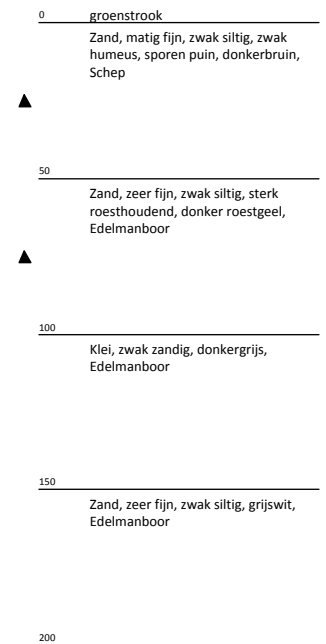 0 groenstrook
Zand, matig fijn, zwak siltig, zwak
humeus, sporen puin, donkerbruin,
Schep
50
Zand, zeer fijn, zwak siltig, sterk
roesthoudend, donker roestgeel,
Edelmanboor
100
Klei, zwak zandig, donkergrijs,
Edelmanboor
150
Zand, zeer fijn, zwak siltig, grijswit,
Edelmanboor
200